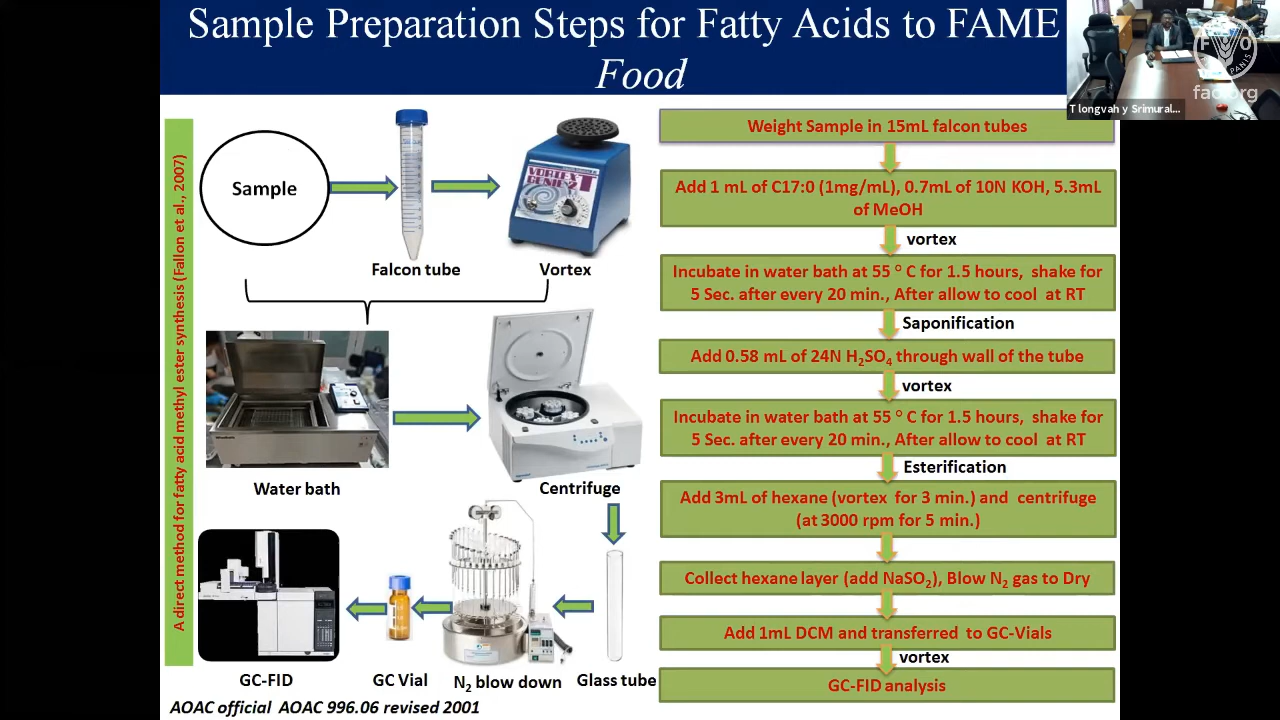 Sample Preparation Steps for Fatty Acids to FAME
Food
fao.org
T longvah y Srimural...
A direct method for fatty acid methyl ester synthesis (Fallon et al., 2007)
Sample
Falcon tube
VORTEX
GENIE 2
Vortex
Water bath
Centrifuge
GC-FID
GC Vial
N₂ blow down
Glass tube
AOAC official AOAC 996.06 revised 2001
Weight Sample in 15mL falcon tubes
Add 1 mL of C17:0 (1mg/mL), 0.7mL of 10N KOH, 5.3mL
of MeOH
vortex
Incubate in water bath at 55 ° C for 1.5 hours, shake for
5 Sec. after every 20 min., After allow to cool at RT
Saponification
Add 0.58 mL of 24N H₂SO₄ through wall of the tube
vortex
Incubate in water bath at 55 ° C for 1.5 hours, shake for
5 Sec. after every 20 min., After allow to cool at RT
Esterification
Add 3mL of hexane (vortex for 3 min.) and centrifuge
(at 3000 rpm for 5 min.)
Collect hexane layer (add NaSO₂), Blow N₂ gas to Dry
Add 1mL DCM and transferred to GC-Vials
vortex
GC-FID analysis